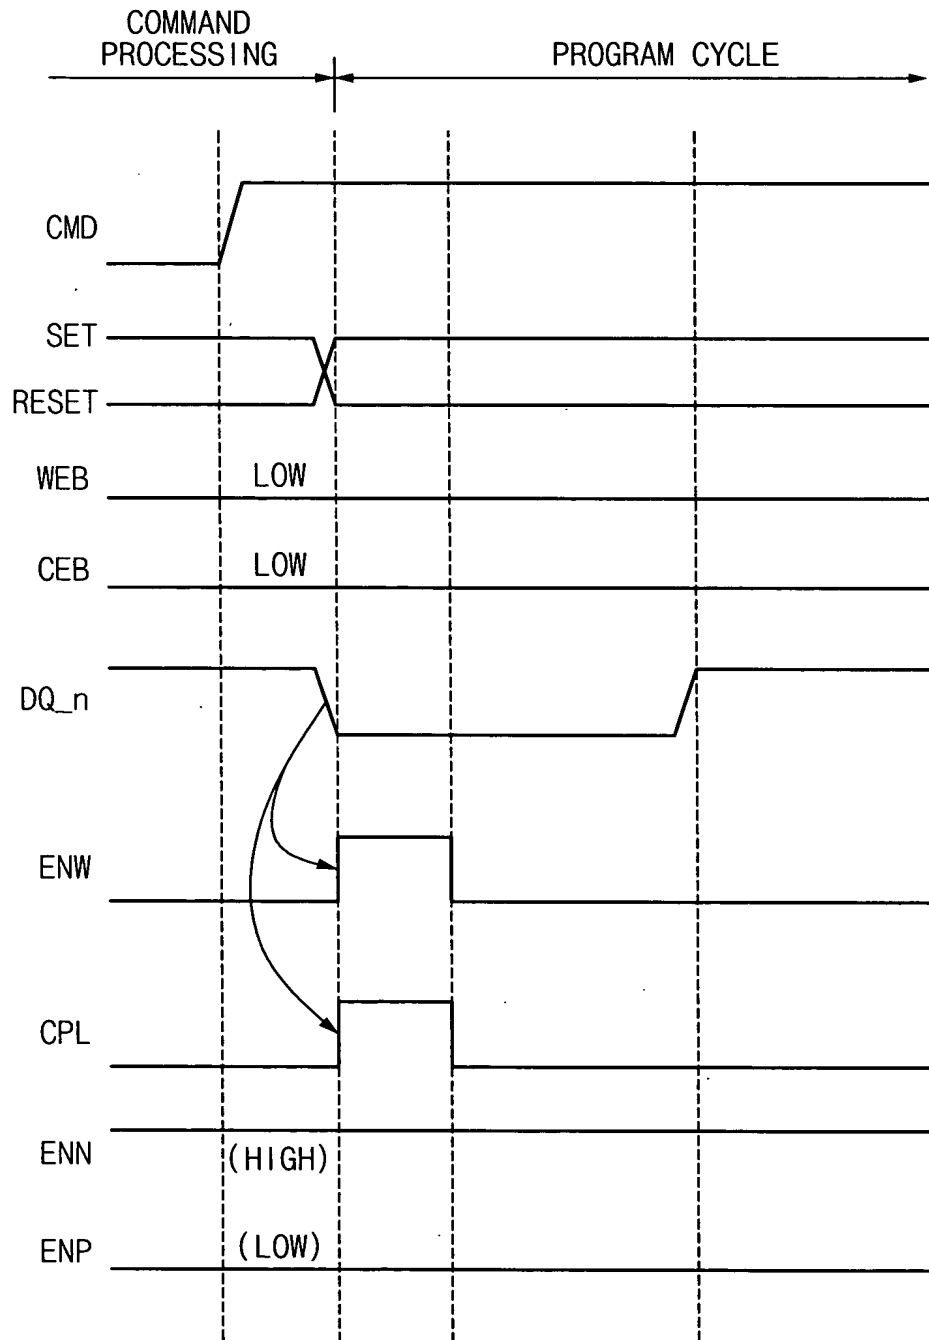 COMMAND
PROCESSING
PROGRAM CYCLE
CMD
SET
RESET
WEB
LOW
CEB
LOW
DQ_n
ENW
CPL
ENN
(HIGH)
ENP
(LOW)